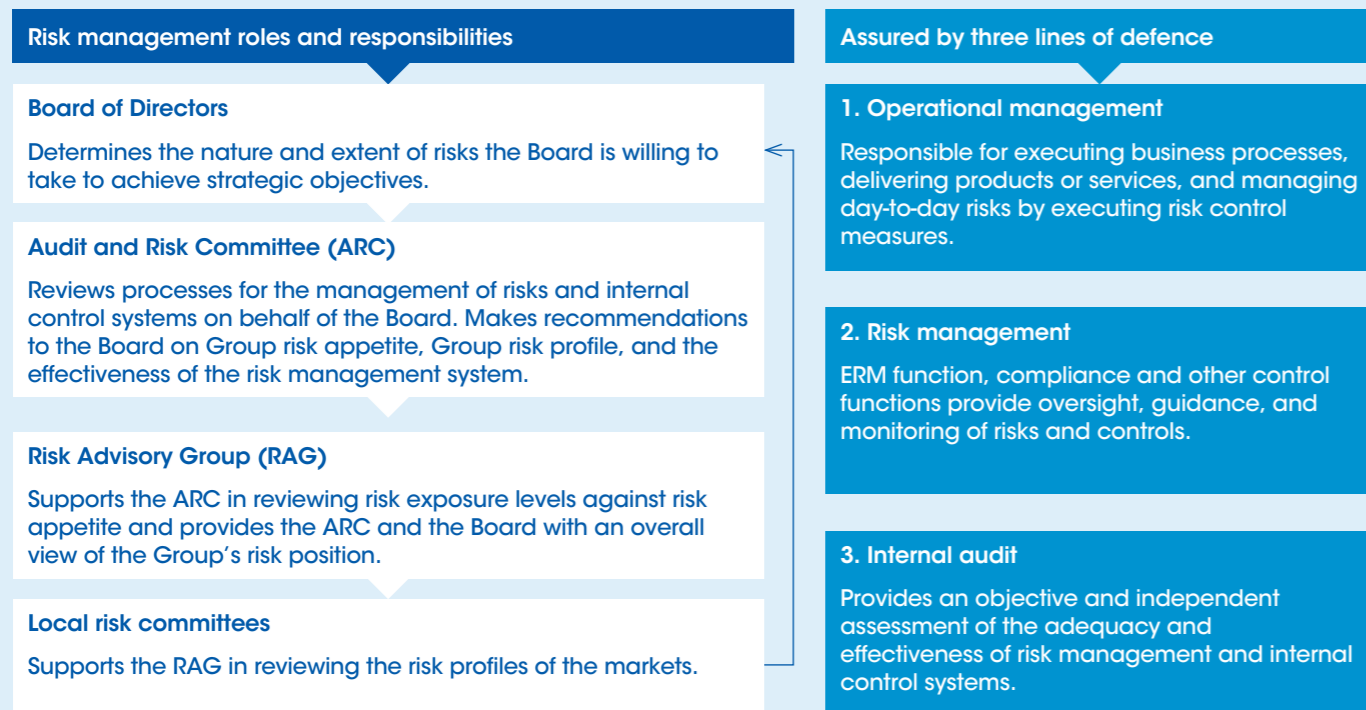 Risk management roles and responsibilities
Board of Directors
Determines the nature and extent of risks the Board is willing to
take to achieve strategic objectives.
Audit and Risk Committee (ARC)
Reviews processes for the management of risks and internal
control systems on behalf of the Board. Makes recommendations
to the Board on Group risk appetite, Group risk profile, and the
effectiveness of the risk management system.
Risk Advisory Group (RAG)
Supports the ARC in reviewing risk exposure levels against risk
appetite and provides the ARC and the Board with an overall
view of the Group's risk position.
Local risk committees
Supports the RAG in reviewing the risk profiles of the markets.
Assured by three lines of defence
1. Operational management
Responsible for executing business processes,
delivering products or services, and managing
day-to-day risks by executing risk control
measures.
2. Risk management
ERM function, compliance and other control
functions provide oversight, guidance, and
monitoring of risks and controls.
3. Internal audit
Provides an objective and independent
assessment of the adequacy and
effectiveness of risk management and internal
control systems.